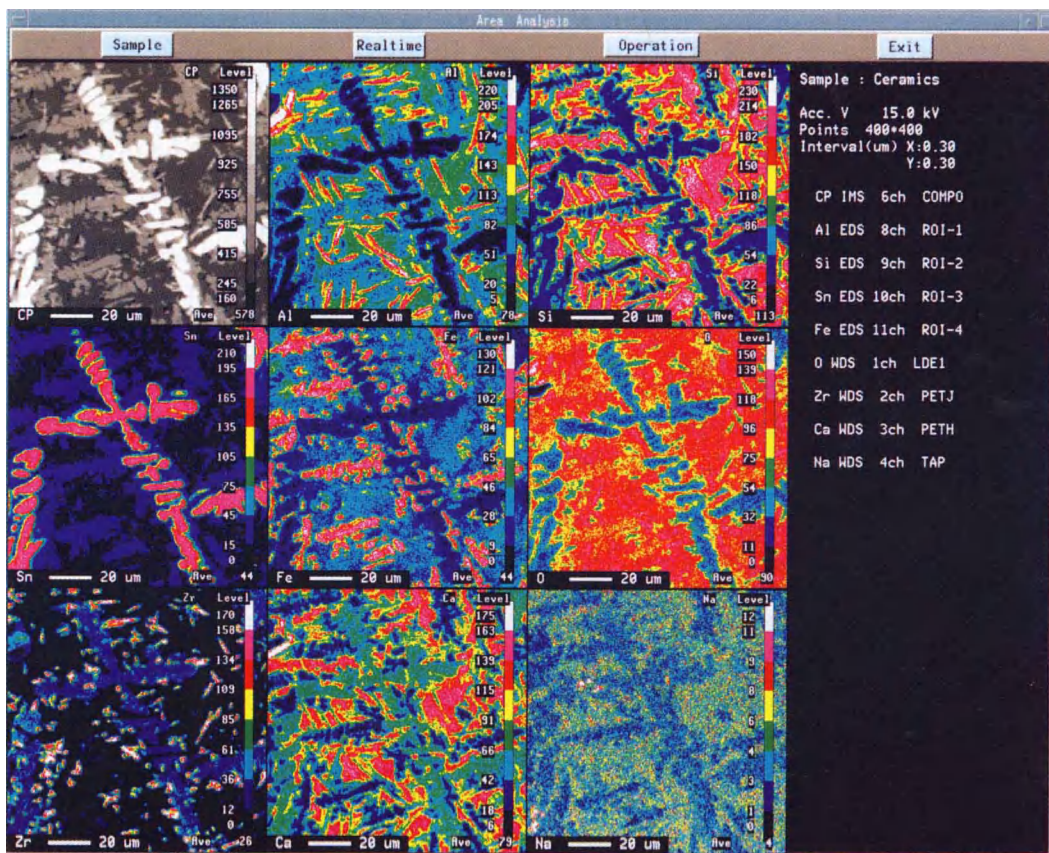 Area Analysis
Sample Realtime Operation Exit
CP Level
1350
1265
1095
925
755
585
415
245
160
CP 20 um Ave 578
Al Level
220
205
174
143
113
82
51
20
5
Al 20 um Ave 78
Si Level
230
214
182
150
118
86
54
22
6
Si 20 um Ave 113
Sn Level
210
195
165
135
105
75
45
15
0
Sn 20 um Ave 44
Fe Level
130
121
102
84
65
46
28
9
0
Fe 20 um Ave 44
O Level
150
139
118
96
75
54
32
11
0
O 20 um Ave 90
Zr Level
170
158
134
109
85
61
36
12
0
Zr 20 um Ave 26
Ca Level
175
163
139
115
91
66
42
18
6
Ca 20 um Ave 79
Na Level
12
11
9
8
6
4
3
1
0
Na 20 um Ave 4
Sample : Ceramics
Acc. V 15.0 kV
Points 400*400
Interval(um) X:0.30
Y:0.30
CP IMS 6ch COMPO
Al EDS 8ch ROI-1
Si EDS 9ch ROI-2
Sn EDS 10ch ROI-3
Fe EDS 11ch ROI-4
O WDS 1ch LDE1
Zr WDS 2ch PETJ
Ca WDS 3ch PETH
Na WDS 4ch TAP